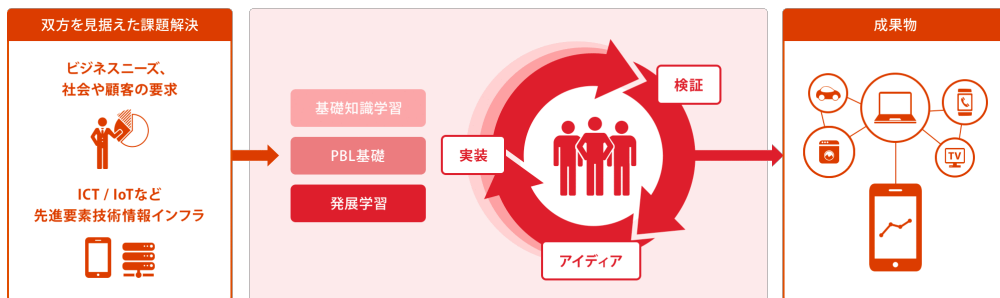 双方を見据えた課題解決
ビジネスニーズ、
社会や顧客の要求
ICT / IoTなど
先進要素技術情報インフラ
基礎知識学習
PBL基礎
発展学習
検証
実装
アイディア
成果物
TV